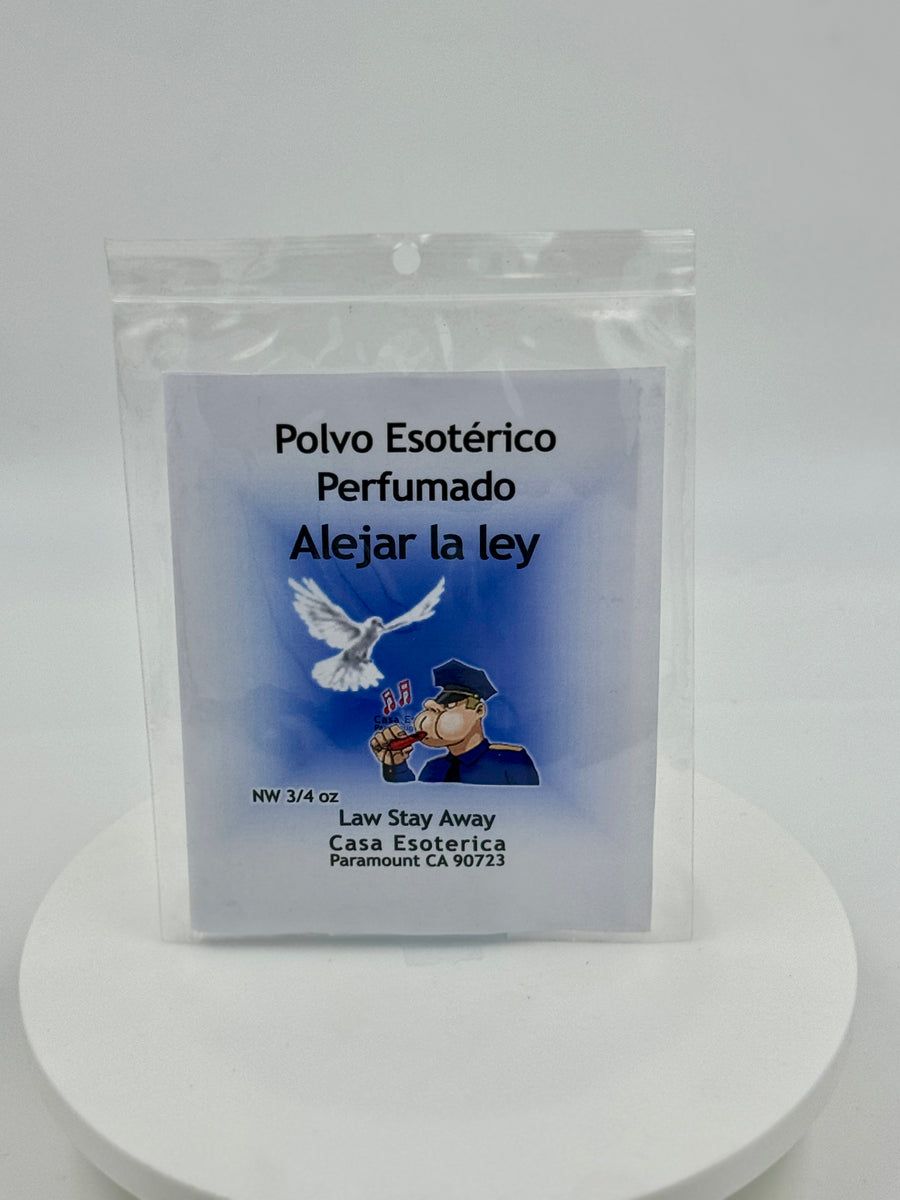 Polvo Esotérico
Perfumado
Alejar la ley
NW 3/4 oz
Law Stay Away
Casa Esoterica
Paramount CA 90723